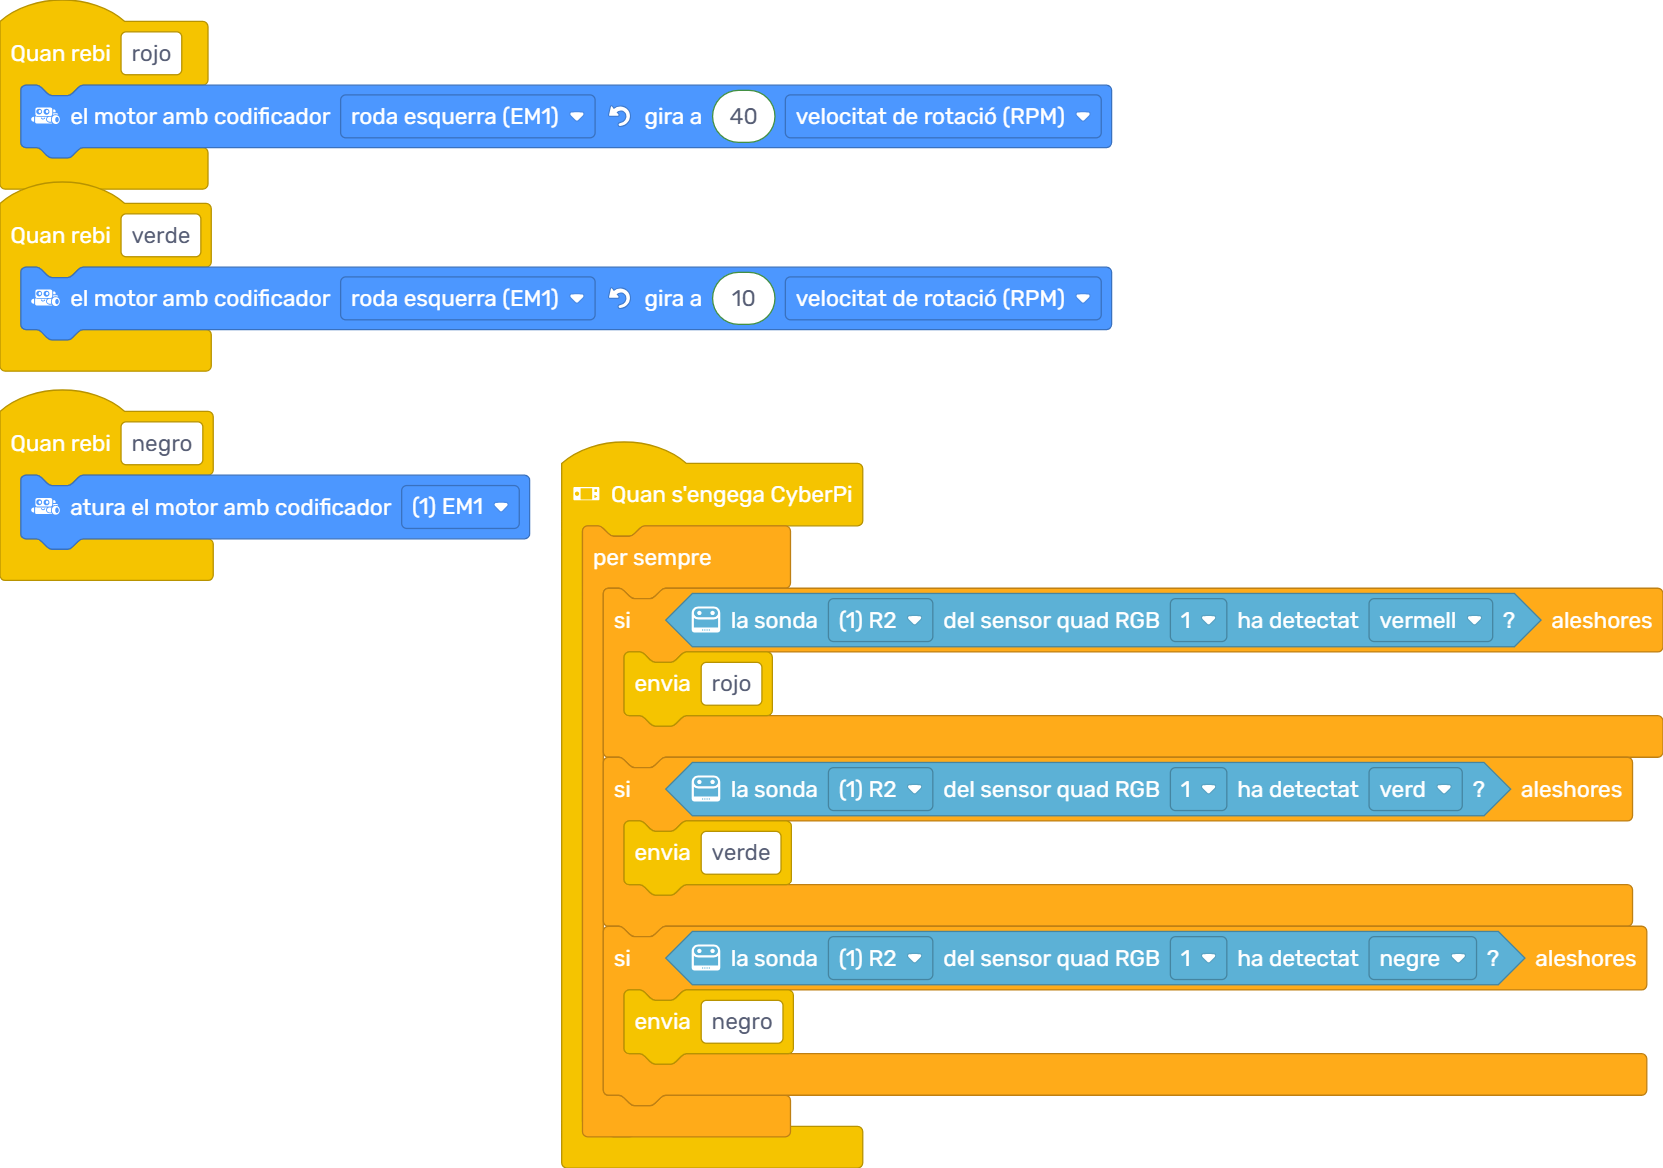 Quan rebi rojo
el motor amb codificador roda esquerra (EM1) gira a 40 velocitat de rotació (RPM)
Quan rebi verde
el motor amb codificador roda esquerra (EM1) gira a 10 velocitat de rotació (RPM)
Quan rebi negro
atura el motor amb codificador (1) EM1
Quan s'engega CyberPi
per sempre
si la sonda (1) R2 del sensor quad RGB 1 ha detectat vermell ? aleshores
envia rojo
si la sonda (1) R2 del sensor quad RGB 1 ha detectat verd ? aleshores
envia verde
si la sonda (1) R2 del sensor quad RGB 1 ha detectat negre ? aleshores
envia negro